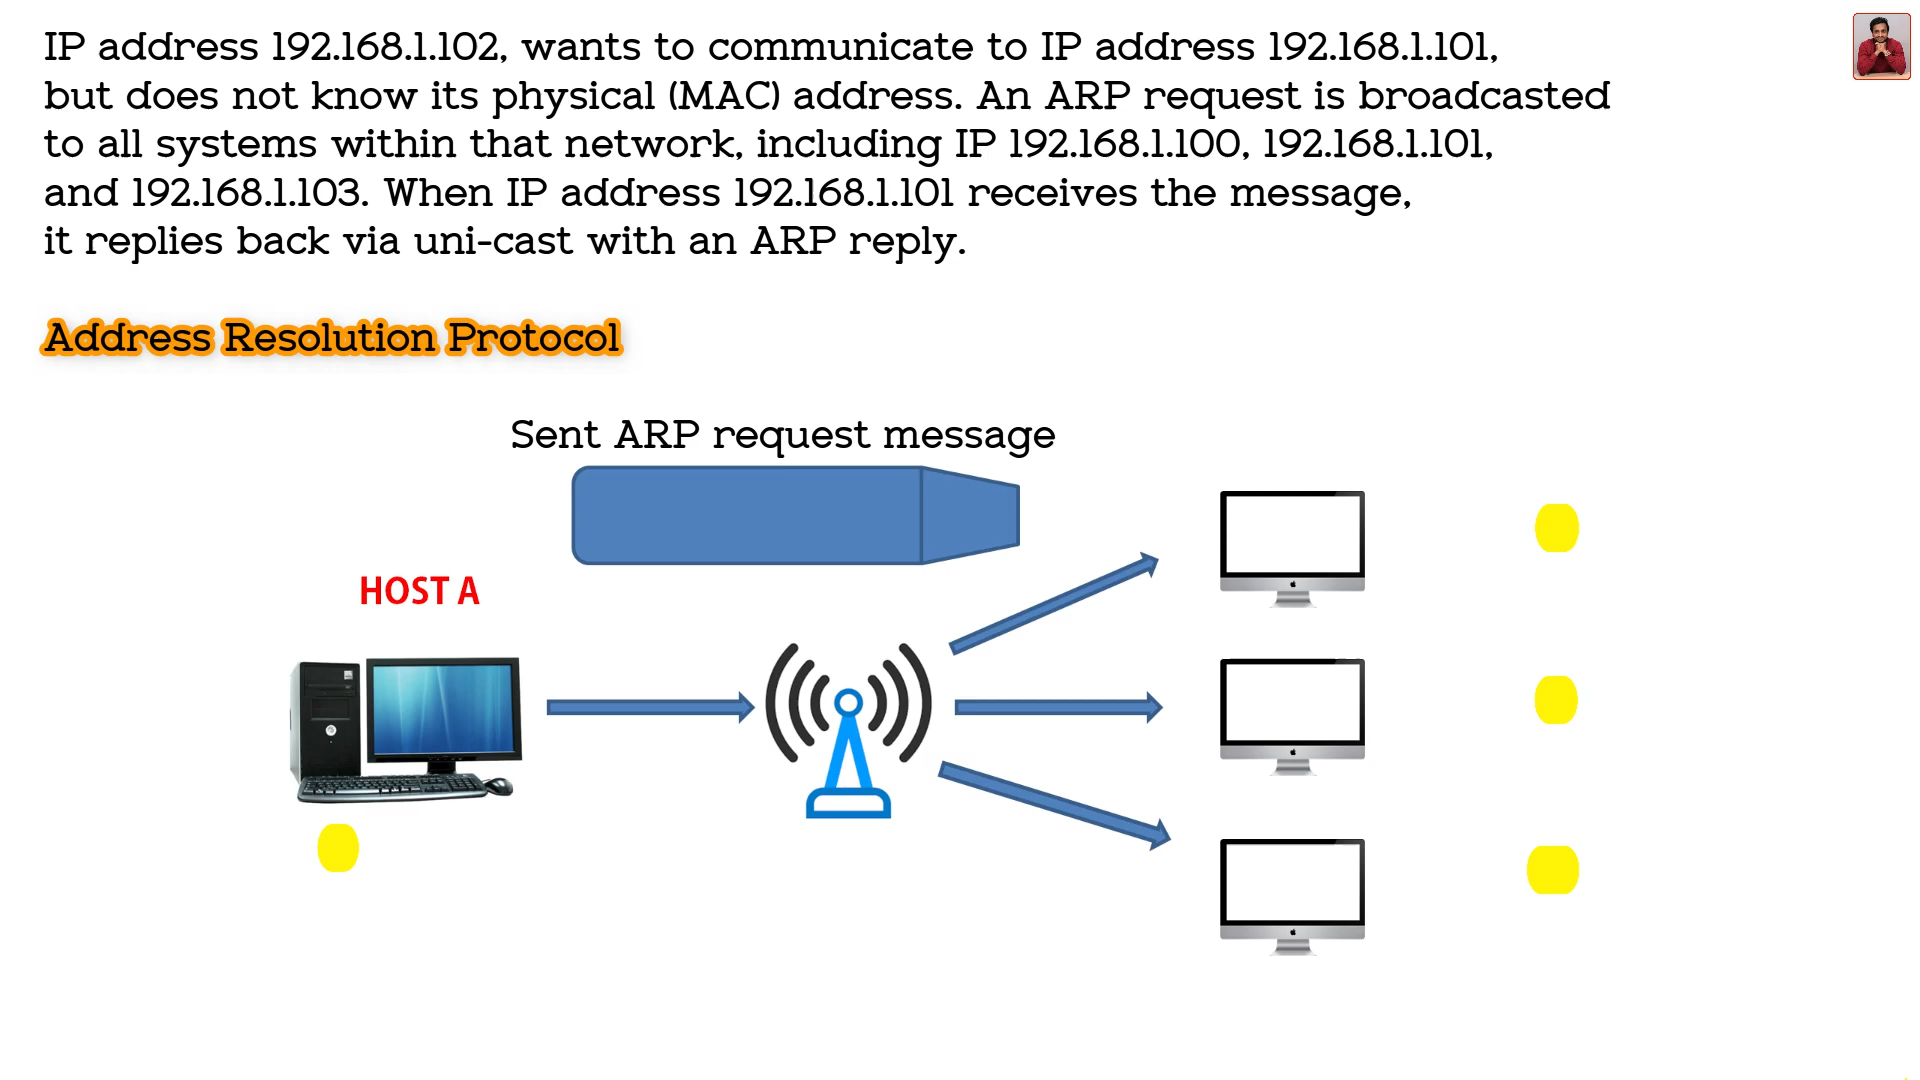 IP address 192.168.1.102, wants to communicate to IP address 192.168.1.101,
but does not know its physical (MAC) address. An ARP request is broadcasted
to all systems within that network, including IP 192.168.1.100, 192.168.1.101,
and 192.168.1.103. When IP address 192.168.1.101 receives the message,
it replies back via uni-cast with an ARP reply.
Address Resolution Protocol
Sent ARP request message
HOST A